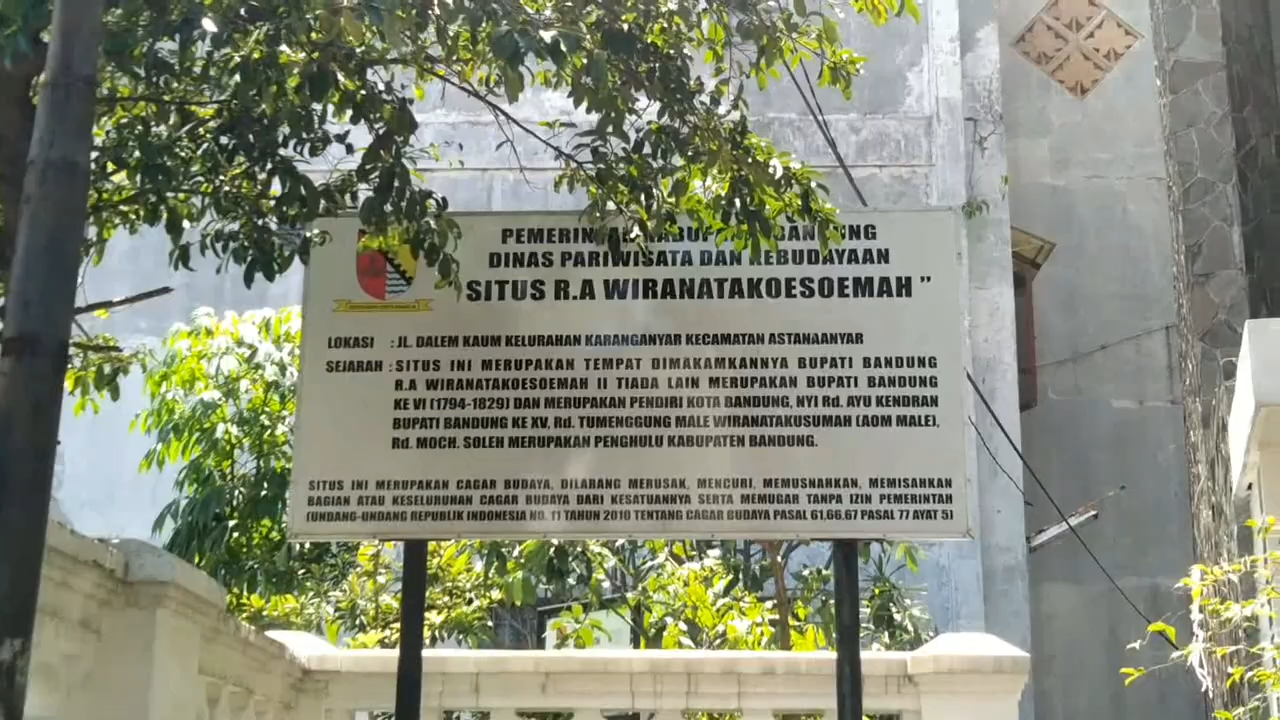 PEMERINTAH KABUPATEN BANDUNG
DINAS PARIWISATA DAN KEBUDAYAAN
SITUS R.A WIRANATAKOESOEMAH ”
LOKASI : JL. DALEM KAUM KELURAHAN KARANGANYAR KECAMATAN ASTANAANYAR
SEJARAH : SITUS INI MERUPAKAN TEMPAT DIMAKAMKANNYA BUPATI BANDUNG
R.A WIRANATAKOESOEMAH II TIADA LAIN MERUPAKAN BUPATI BANDUNG
KE VI (1794-1829) DAN MERUPAKAN PENDIRI KOTA BANDUNG, NYI Rd. AYU KENDRAN
BUPATI BANDUNG KE XV, Rd. TUMENGGUNG MALE WIRANATAKUSUMAH (AOM MALE),
Rd. MOCH. SOLEH MERUPAKAN PENGHULU KABUPATEN BANDUNG.
SITUS INI MERUPAKAN CAGAR BUDAYA, DILARANG MERUSAK, MENCURI, MEMUSNAHKAN, MEMISAHKAN
BAGIAN ATAU KESELURUHAN CAGAR BUDAYA DARI KESATUANNYA SERTA MEMUGAR TANPA IZIN PEMERINTAH
(UNDANG-UNDANG REPUBLIK INDONESIA NO. 11 TAHUN 2010 TENTANG CAGAR BUDAYA PASAL 61,66.67 PASAL 77 AYAT 5)